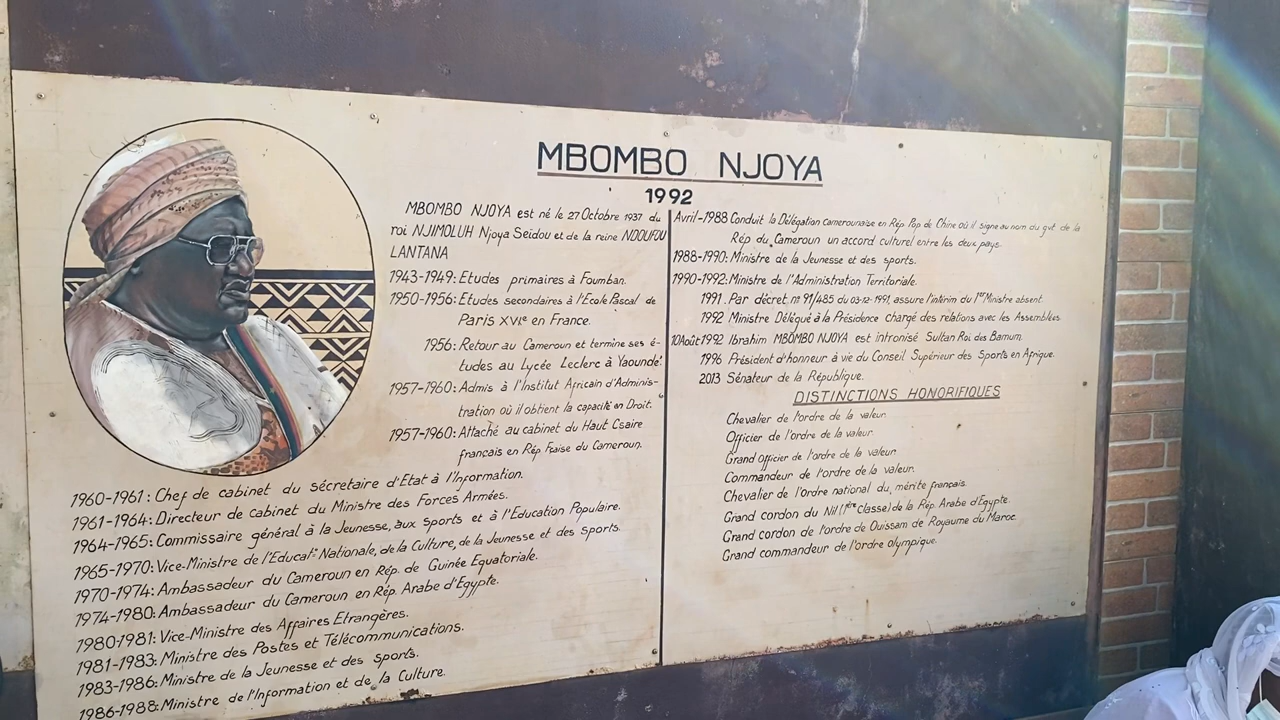 MBOMBO NJOYA
1992
MBOMBO NJOYA est né le 27 Octobre 1937 du
roi NJIMOLUH Njoya Seidou et de la reine NDOUFOU
LANTANA
1943-1949: Etudes primaires à Foumban.
1950-1956: Etudes secondaires à l'Ecole Pascal de
Paris XVIe en France.
1956: Retour au Cameroun et termine ses é-
tudes au Lycée Leclerc à Yaoundé.
1957-1960: Admis à l'Institut Africain d'Adminis-
tration où il obtient la capacité en Droit.
1957-1960: Attaché au cabinet du Haut Csaire
français en Rép Fraise du Cameroun.
1960-1961: Chef de cabinet du sécretaire d'Etat à l'Information.
1961-1964: Directeur de cabinet du Ministre des Forces Armées.
1964-1965: Commissaire général à la Jeunesse, aux sports et à l'Education Populaire.
1965-1970: Vice-Ministre de l'Educat° Nationale, de la Culture, de la Jeunesse et des sports.
1970-1974: Ambassadeur du Cameroun en Rép. de Guinée Equatoriale.
1974-1980: Ambassadeur du Cameroun en Rép. Arabe d'Egypte.
1980-1981: Vice-Ministre des Affaires Etrangères.
1981-1983: Ministre des Postes et Télécommunications.
1983-1986: Ministre de la Jeunesse et des sports.
1986-1988: Ministre de l'Information et de la Culture.
Avril-1988 Conduit la Délégation camerounaise en Rép Pop de Chine où il signe au nom du gvt de la
Rép du Cameroun un accord culturel entre les deux pays.
1988-1990: Ministre de la Jeunesse et des sports.
1990-1992: Ministre de l'Administration Territoriale.
1991. Par décret n° 91/485 du 03-12-1991, assure l'intérim du 1er Ministre absent.
1992 Ministre Délégué à la Présidence chargé des relations avec les Assemblées
10Août 1992 Ibrahim MBOMBO NJOYA est intronisé Sultan Roi des Bamum.
1996 Président d'honneur à vie du Conseil Supérieur des Sports en Afrique.
2013 Sénateur de la République.
DISTINCTIONS HONORIFIQUES
Chevalier de l'ordre de la valeur.
Officier de l'ordre de la valeur.
Grand Officier de l'ordre de la valeur.
Commandeur de l'ordre de la valeur.
Chevalier de l'ordre national du mérite français.
Grand cordon du Nil (1ère classe) de la Rép. Arabe d'Egypte.
Grand cordon de l'ordre de Ouissam de Royaume du Maroc.
Grand commandeur de l'ordre olympique.